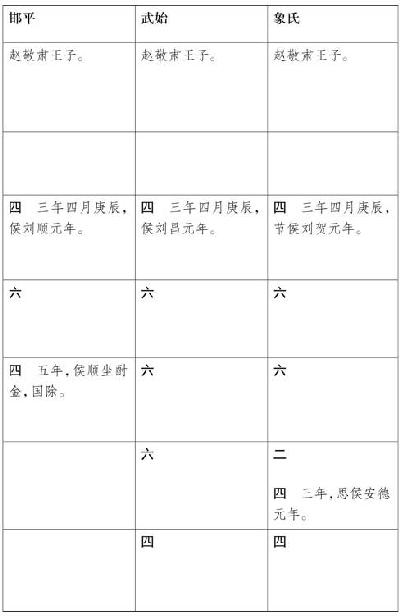 邯平 武始 象氏
赵敬肃王子。 赵敬肃王子。 赵敬肃王子。
四 三年四月庚辰, 四 三年四月庚辰, 四 三年四月庚辰,
侯刘顺元年。 侯刘昌元年。 节侯刘贺元年。
六 六 六
四 五年,侯顺坐酎 六 六
金,国除。
六 二
四 三年,思侯安德
元年。
四 四